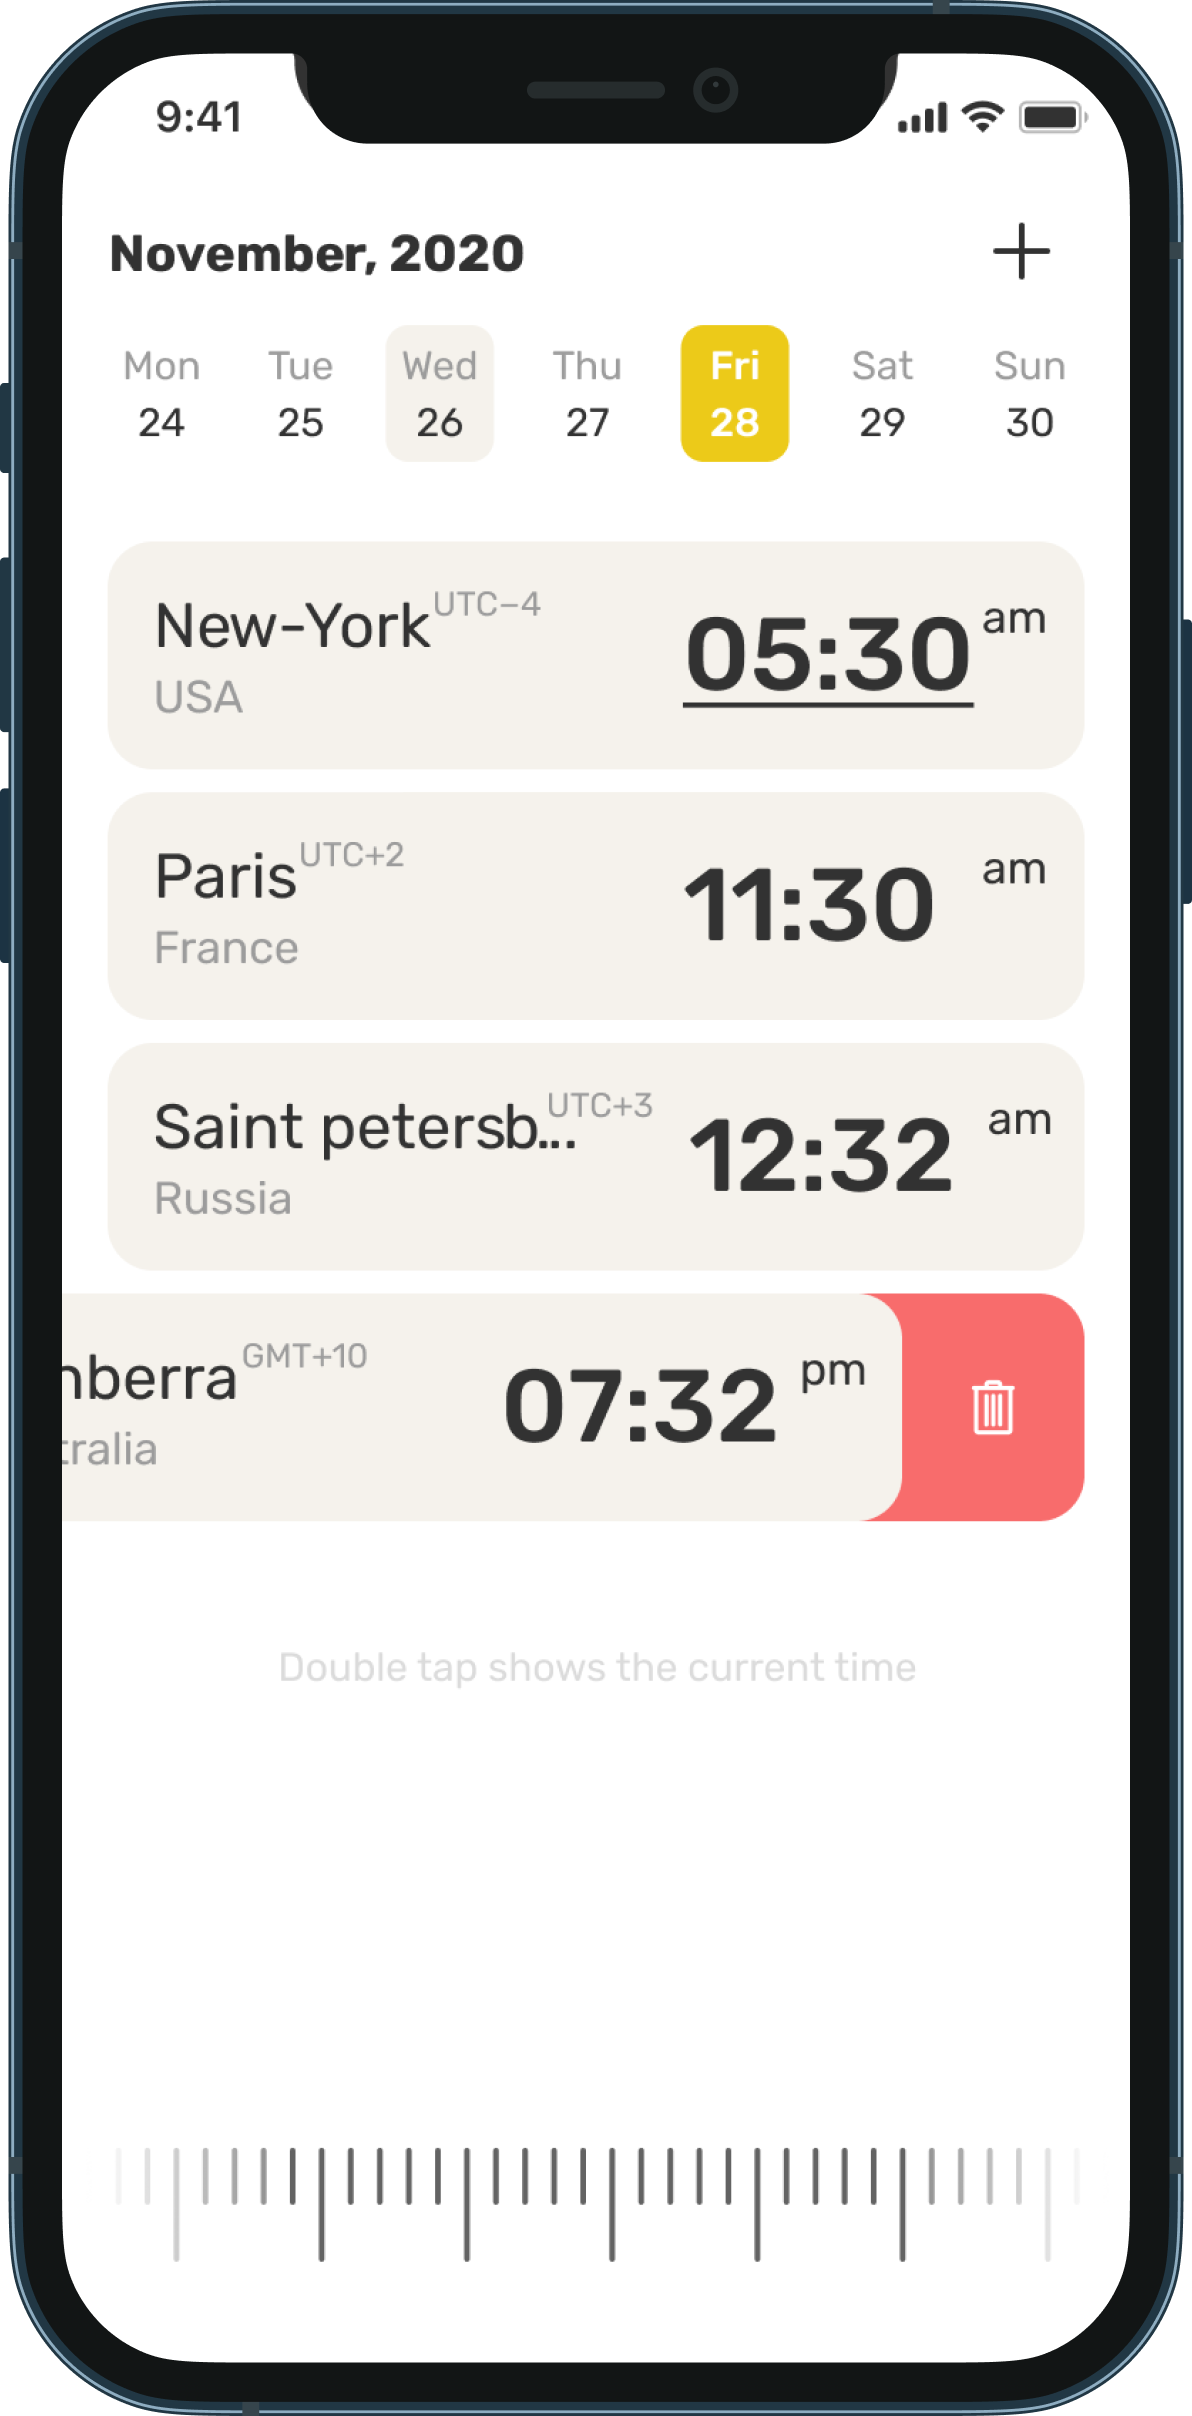 9:41
November, 2020
Mon Tue Wed Thu Fri Sat Sun
24 25 26 27 28 29 30
New-York UTC−4 05:30 am
USA
Paris UTC+2 11:30 am
France
Saint petersb... UTC+3 12:32 am
Russia
nberra GMT+10 07:32 pm
tralia
Double tap shows the current time